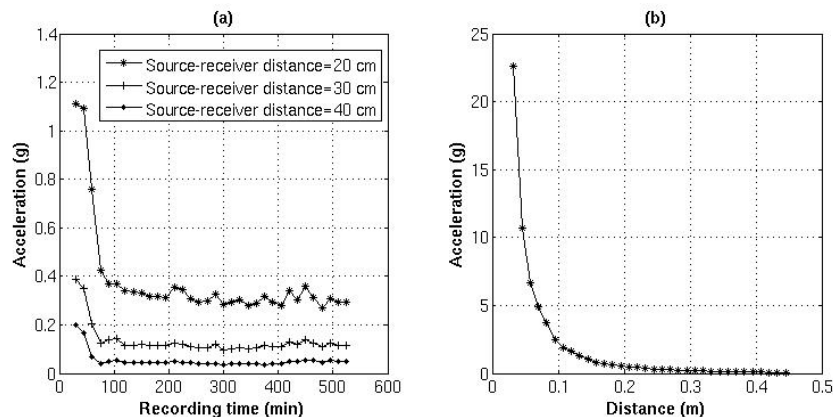 (a)
1.4
1.2
1
0.8
0.6
0.4
0.2
0
Acceleration (g)
Source-receiver distance=20 cm
Source-receiver distance=30 cm
Source-receiver distance=40 cm
0 100 200 300 400 500 600
Recording time (min)
(b)
25
20
15
10
5
0
Acceleration (g)
0 0.1 0.2 0.3 0.4 0.5
Distance (m)